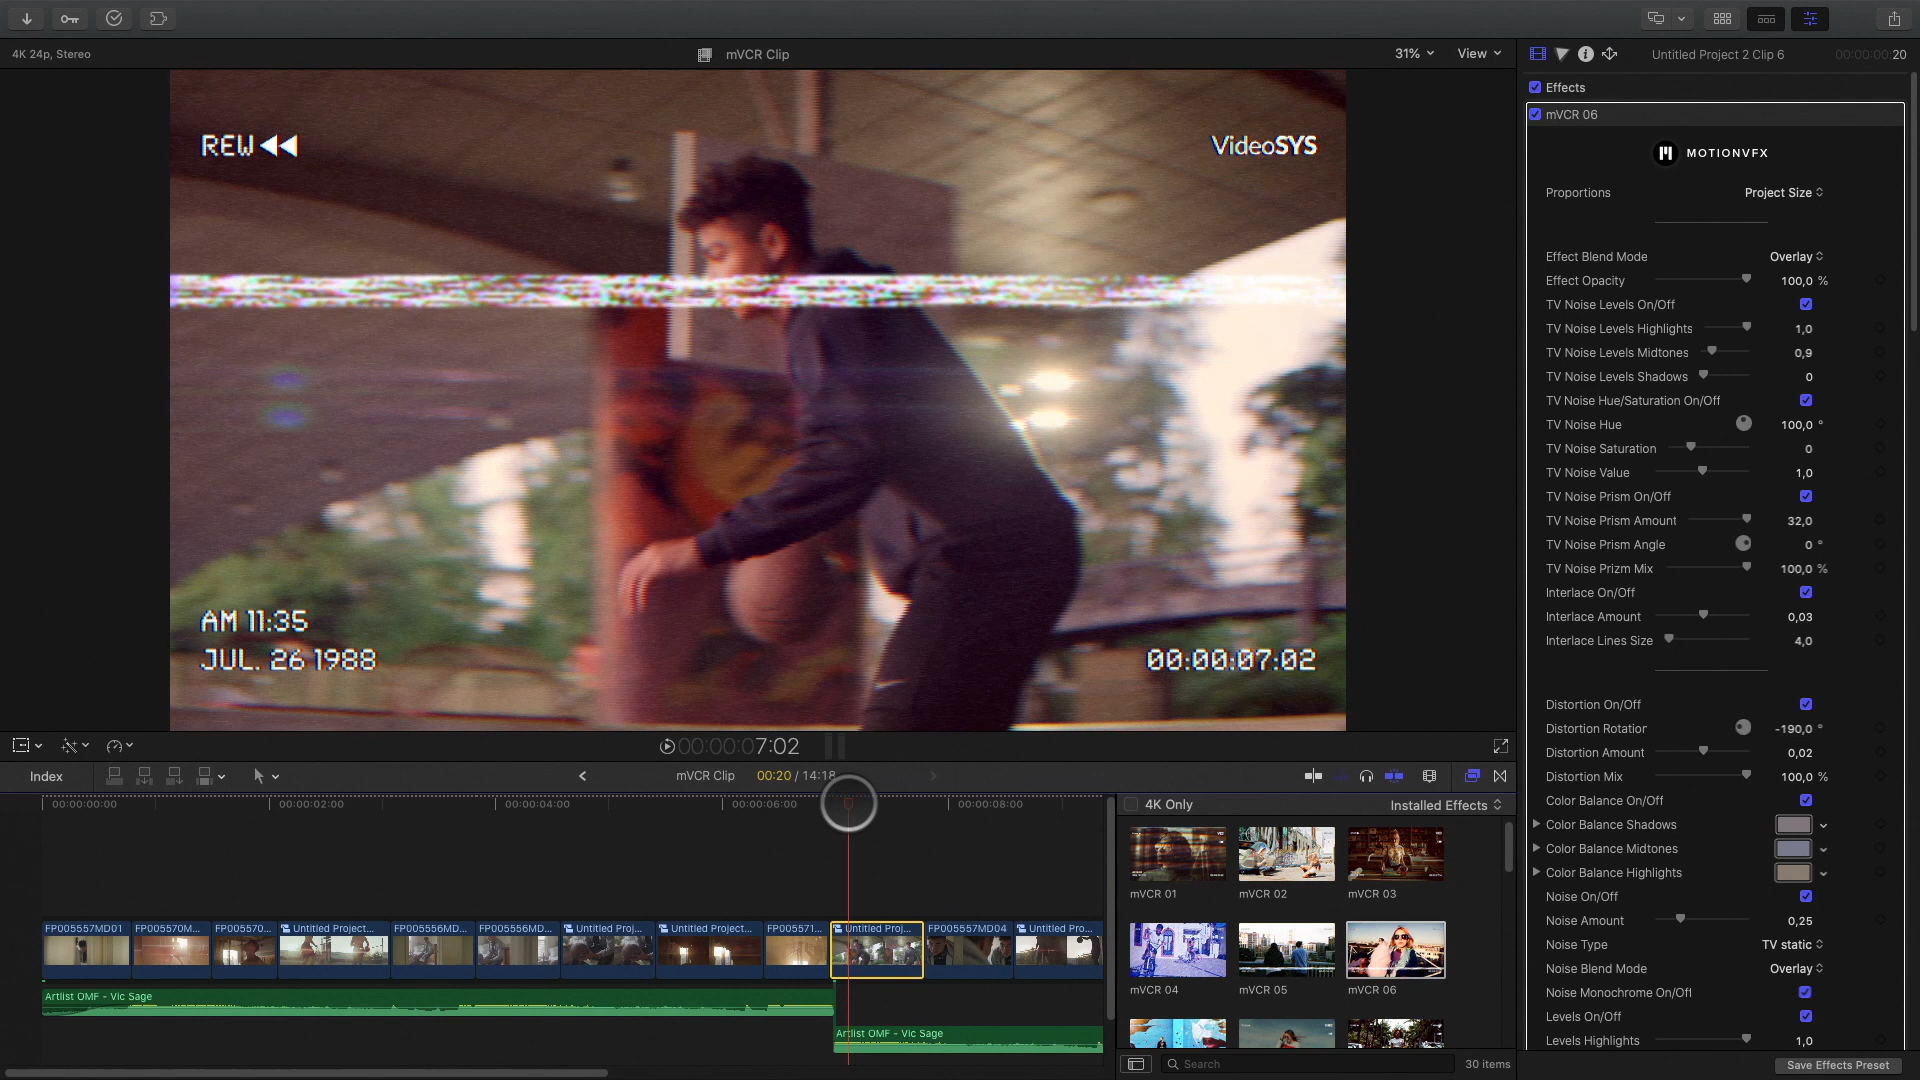 4K 24p, Stereo
mVCR Clip
31%
View
Untitled Project 2 Clip 6
00:00:00:20
REW
VideoSYS
AM 11:35
JUL. 26 1988
00:00:07:02
Effects
mVCR 06
MOTIONVFX
Proportions Project Size
Effect Blend Mode Overlay
Effect Opacity 100,0 %
TV Noise Levels On/Off
TV Noise Levels Highlights 1,0
TV Noise Levels Midtones 0,9
TV Noise Levels Shadows 0
TV Noise Hue/Saturation On/Off
TV Noise Hue 100,0 °
TV Noise Saturation 0
TV Noise Value 1,0
TV Noise Prism On/Off
TV Noise Prism Amount 32,0
TV Noise Prism Angle 0 °
TV Noise Prizm Mix 100,0 %
Interlace On/Off
Interlace Amount 0,03
Interlace Lines Size 4,0
Distortion On/Off
Distortion Rotation -190,0 °
Distortion Amount 0,02
Distortion Mix 100,0 %
Color Balance On/Off
Color Balance Shadows
Color Balance Midtones
Color Balance Highlights
Noise On/Off
Noise Amount 0,25
Noise Type TV static
Noise Blend Mode Overlay
Noise Monochrome On/Off
Levels On/Off
Levels Highlights 1,0
Save Effects Preset
00:00:00:07:02
Index
mVCR Clip
00:20 / 14:18
00:00:00:00
00:00:02:00
00:00:04:00
00:00:06:00
00:00:08:00
FP005557MD01
FP005570M...
FP005570...
Untitled Project...
FP005556MD...
FP005556MD...
Untitled Proj...
Untitled Project...
FP005571...
Untitled Proj...
FP005557MD04
Untitled Pro...
Artlist OMF - Vic Sage
Artlist OMF - Vic Sage
4K Only
Installed Effects
mVCR 01
mVCR 02
mVCR 03
mVCR 04
mVCR 05
mVCR 06
Search
30 items